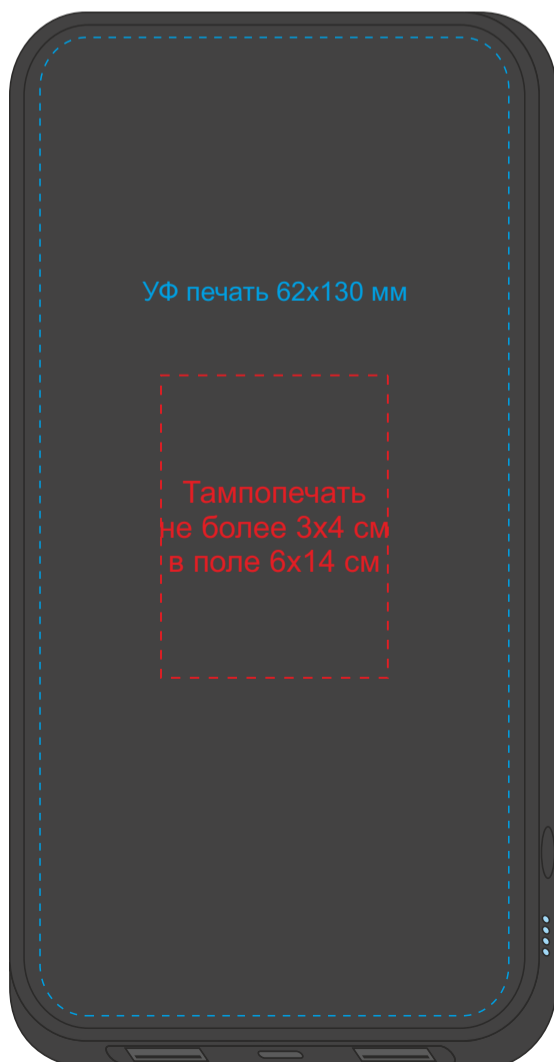 УФ печать 62х130 мм
Тампопечать
не более 3х4 см
в поле 6х14 см